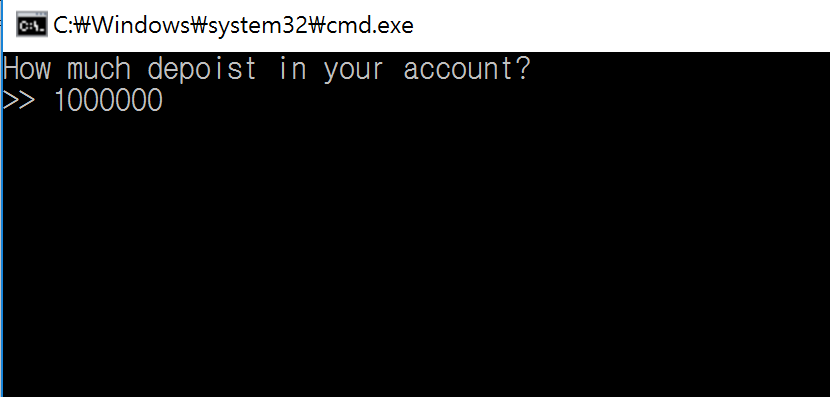 C:₩Windows₩system32₩cmd.exe
How much depoist in your account?
>> 1000000